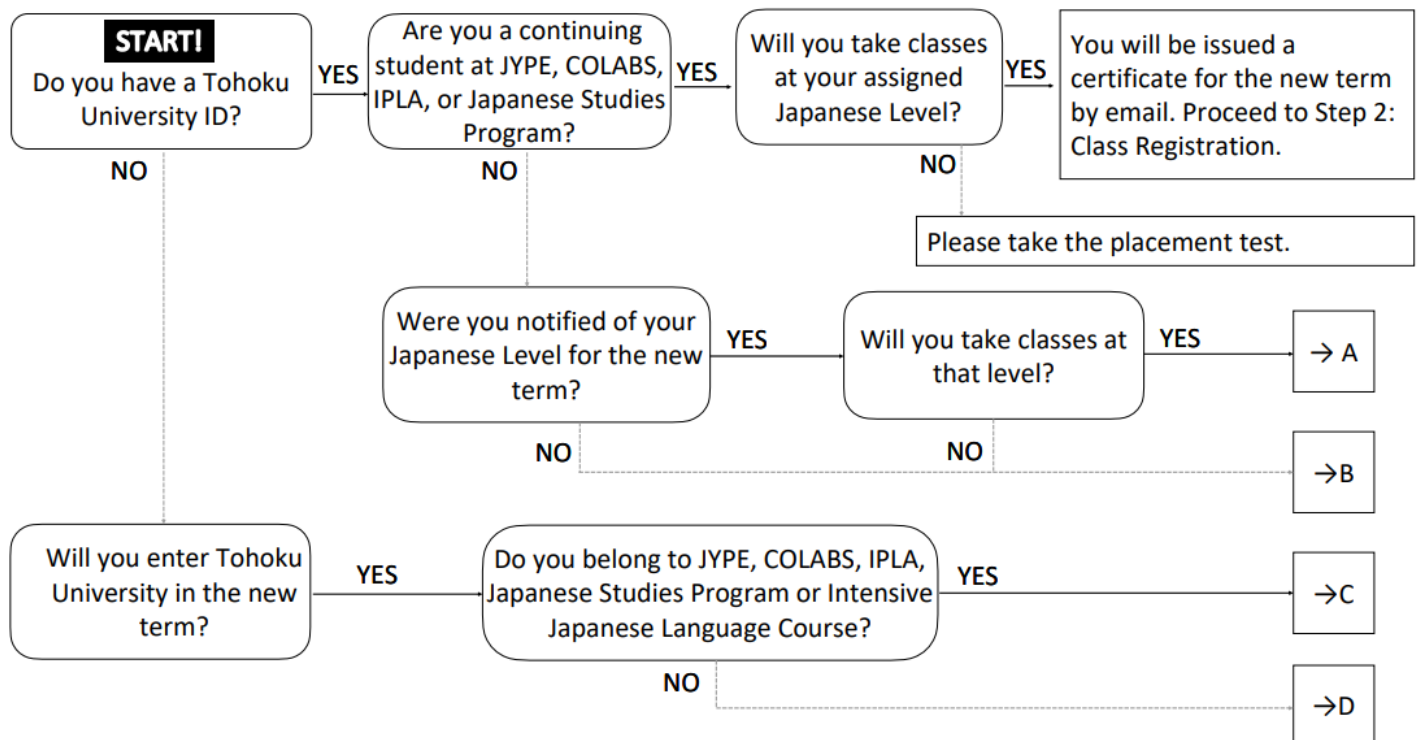 START!
Do you have a Tohoku
University ID?
YES
Are you a continuing
student at JYPE, COLABS,
IPLA, or Japanese Studies
Program?
YES
Will you take classes
at your assigned
Japanese Level?
YES
You will be issued a
certificate for the new term
by email. Proceed to Step 2:
Class Registration.
NO
NO
NO
Please take the placement test.
Were you notified of your
Japanese Level for the new
term?
YES
Will you take classes at
that level?
YES
→ A
NO
NO
→B
Will you enter Tohoku
University in the new
term?
YES
Do you belong to JYPE, COLABS, IPLA,
Japanese Studies Program or Intensive
Japanese Language Course?
YES
→C
NO
→D